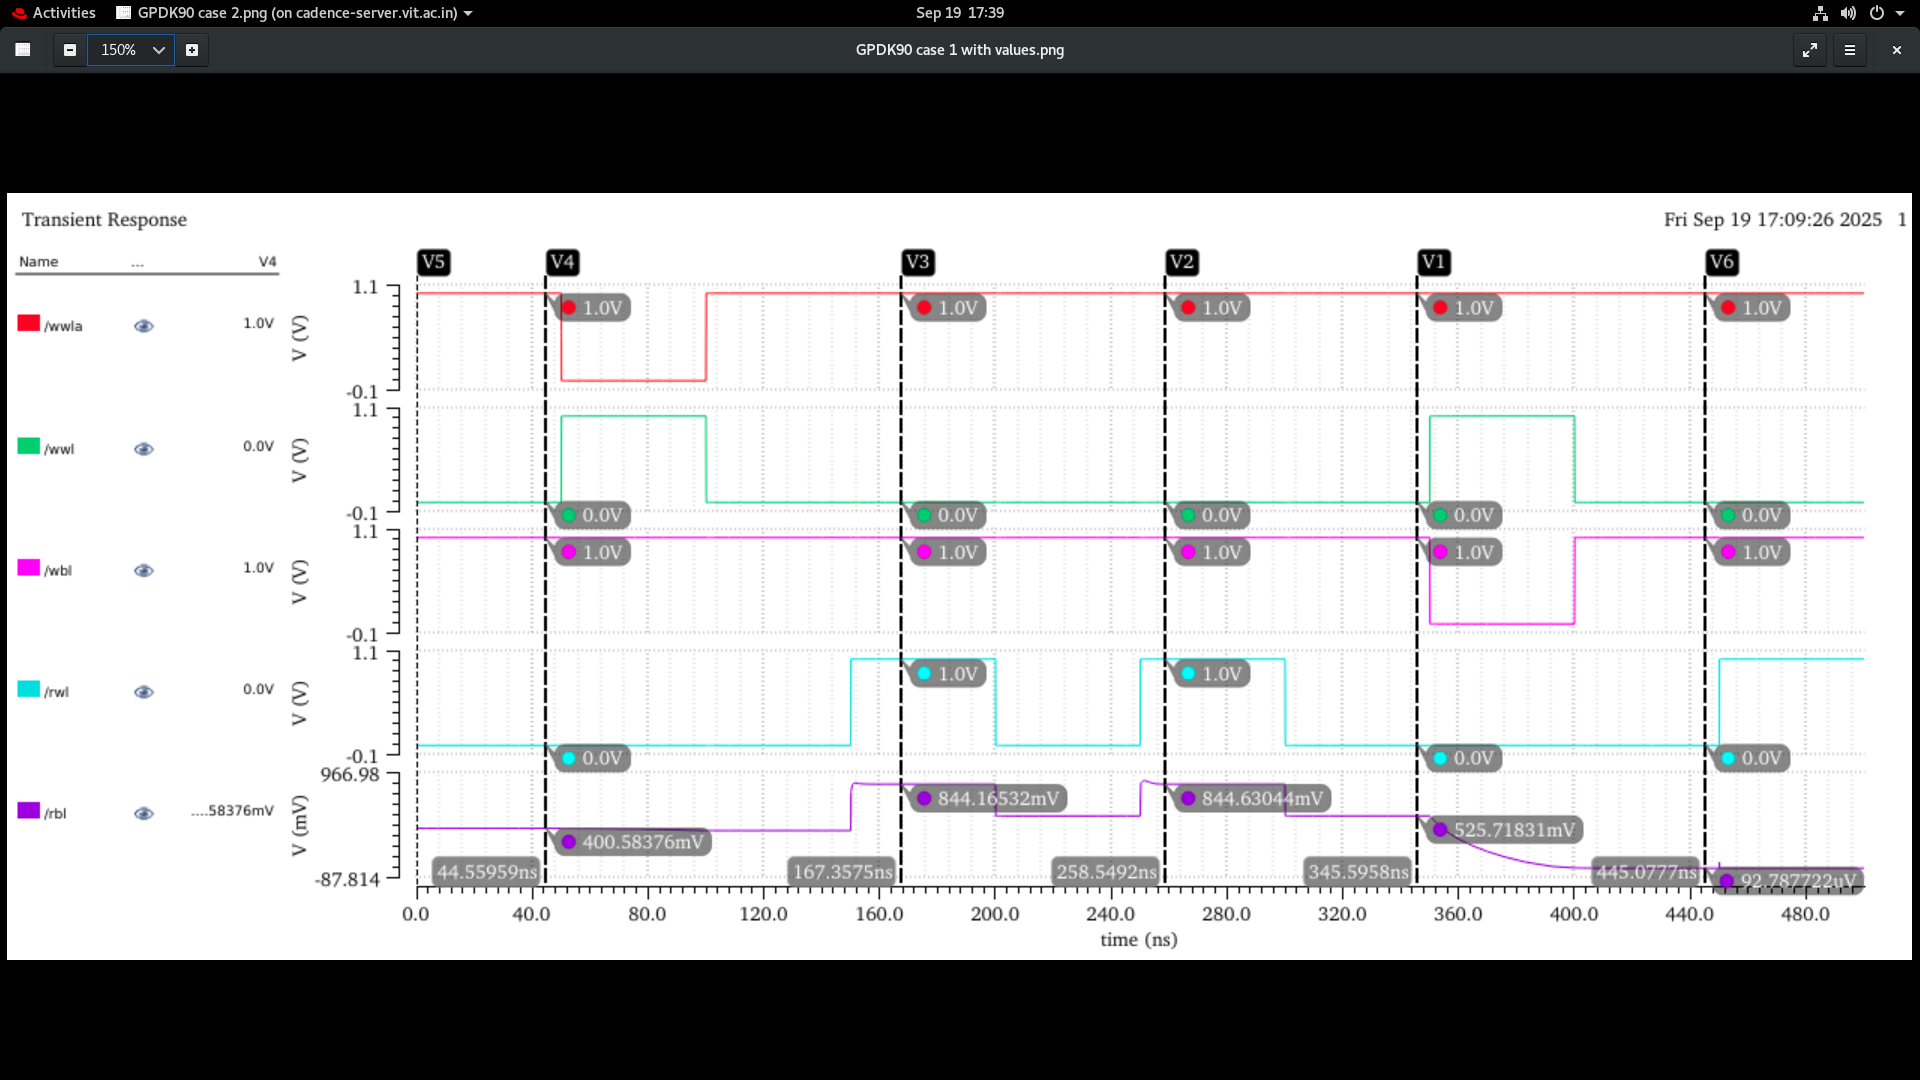 Activities GPDK90 case 2.png (on cadence-server.vit.ac.in) Sep 19 17:39
150% GPDK90 case 1 with values.png
Transient Response Fri Sep 19 17:09:26 2025 1
Name ... V4
V5 V4 V3 V2 V1 V6
/wwla 1.0V
V (V)
1.1
-0.1
1.0V 1.0V 1.0V 1.0V 1.0V
/wwl 0.0V
V (V)
1.1
-0.1
0.0V 0.0V 0.0V 0.0V 0.0V
/wbl 1.0V
V (V)
1.1
-0.1
1.0V 1.0V 1.0V 1.0V 1.0V
/rwl 0.0V
V (V)
1.1
-0.1
1.0V 1.0V
0.0V 0.0V 0.0V
/rbl ....58376mV
V (mV)
966.98
-87.814
400.58376mV 844.16532mV 844.63044mV 525.71831mV 92.787722uV
44.55959ns 167.3575ns 258.5492ns 345.5958ns 445.0777ns
0.0 40.0 80.0 120.0 160.0 200.0 240.0 280.0 320.0 360.0 400.0 440.0 480.0
time (ns)